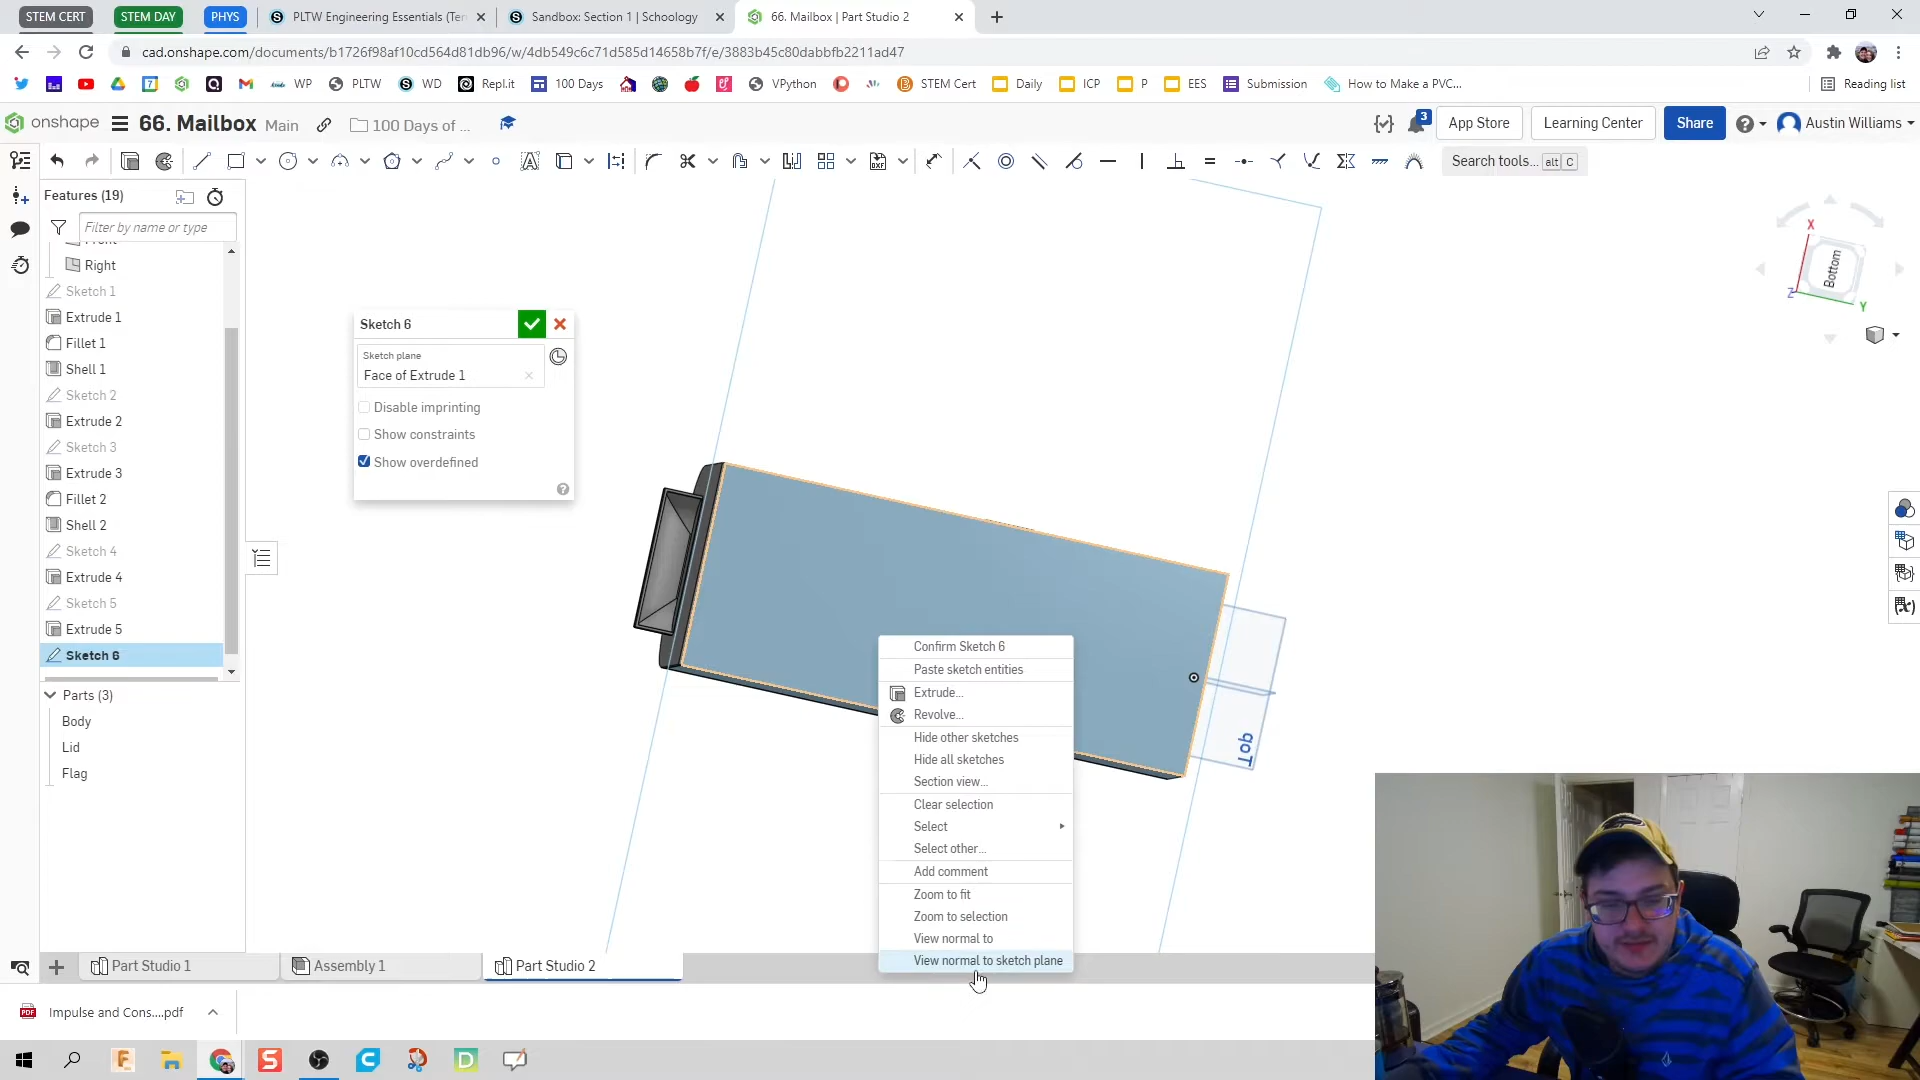 STEM CERT STEM DAY PHYS PLTW Engineering Essentials (Ter Sandbox: Section 1 | Schoology 66. Mailbox | Part Studio 2
cad.onshape.com/documents/b1726f98af10cd564d81db96/w/4db549c6c71d585d14658b7f/e/3883b45c80dabbfb2211ad47
WP PLTW WD Repl.it 100 Days VPython STEM Cert Daily ICP P EES Submission How to Make a PVC... Reading list
onshape 66. Mailbox Main 100 Days of ... 3 App Store Learning Center Share Austin Williams
Search tools... alt C
Features (19)
Filter by name or type
Front
Right
Sketch 1
Extrude 1
Fillet 1
Shell 1
Sketch 2
Extrude 2
Sketch 3
Extrude 3
Fillet 2
Shell 2
Sketch 4
Extrude 4
Sketch 5
Extrude 5
Sketch 6
Parts (3)
Body
Lid
Flag
Sketch 6
Sketch plane
Face of Extrude 1
Disable imprinting
Show constraints
Show overdefined
X
Bottom
Z
Y
Top
Confirm Sketch 6
Paste sketch entities
Extrude...
Revolve...
Hide other sketches
Hide all sketches
Section view...
Clear selection
Select
Select other...
Add comment
Zoom to fit
Zoom to selection
View normal to
View normal to sketch plane
Part Studio 1 Assembly 1 Part Studio 2
Impulse and Cons....pdf